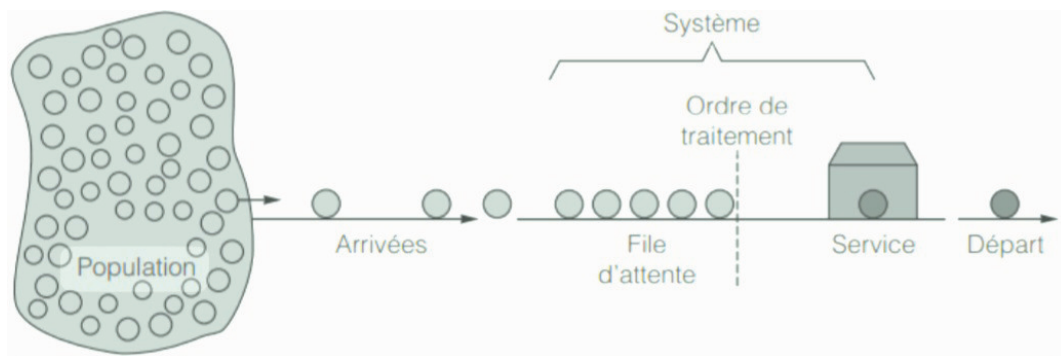 Système
Ordre de
traitement
Population
Arrivées
File
d'attente
Service
Départ